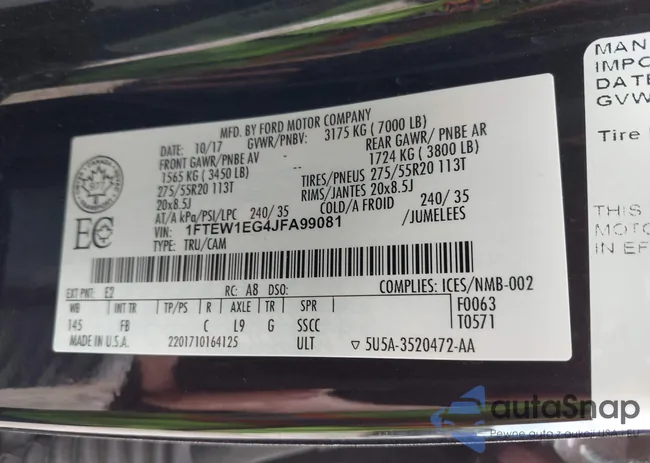 MFD. BY FORD MOTOR COMPANY
DATE: 10/17 GVWR/PNBV: 3175 KG ( 7000 LB)
FRONT GAWR/ PNBE AV REAR GAWR/ PNBE AR
1565 KG ( 3450 LB) 1724 KG ( 3800 LB)
275/55R20 113T TIRES/PNEUS 275/55R20 113T
20x8.5J RIMS/JANTES 20x8.5J
AT/A kPa/PSI/LPC 240/ 35 COLD/A FROID 240/ 35
VIN: 1FTEW1EG4JFA99081 /JUMELEES
TYPE: TRU/CAM
EC
COMPLIES: ICES/NMB-002
EXT PNT: E2 RC: A8 DSO:
WB INT TR TP/PS R AXLE TR SPR F0063
145 FB C L9 G SSCC T0571
MADE IN U.S.A. 2201710164125 ULT ▽ 5U5A-3520472-AA
MAN
IMPO
DATE
GVW
Tire
THIS
MOTO
IN EF
autoSnap
Pewne auto z aukcji USA i EU